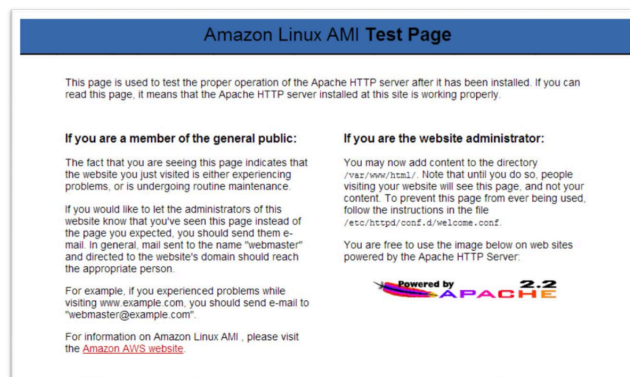 Amazon Linux AMI Test Page
This page is used to test the proper operation of the Apache HTTP server after it has been installed. If you can
read this page, it means that the Apache HTTP server installed at this site is working properly.
If you are a member of the general public:
The fact that you are seeing this page indicates that
the website you just visited is either experiencing
problems, or is undergoing routine maintenance.
If you would like to let the administrators of this
website know that you've seen this page instead of
the page you expected, you should send them e-
mail. In general, mail sent to the name "webmaster"
and directed to the website's domain should reach
the appropriate person.
For example, if you experienced problems while
visiting www.example.com, you should send e-mail to
"webmaster@example.com".
For information on Amazon Linux AMI , please visit
the Amazon AWS website.
If you are the website administrator:
You may now add content to the directory
/var/www/html/. Note that until you do so, people
visiting your website will see this page, and not your
content. To prevent this page from ever being used,
follow the instructions in the file
/etc/httpd/conf.d/welcome.conf.
You are free to use the image below on web sites
powered by the Apache HTTP Server:
Powered by 2.2
APACHE